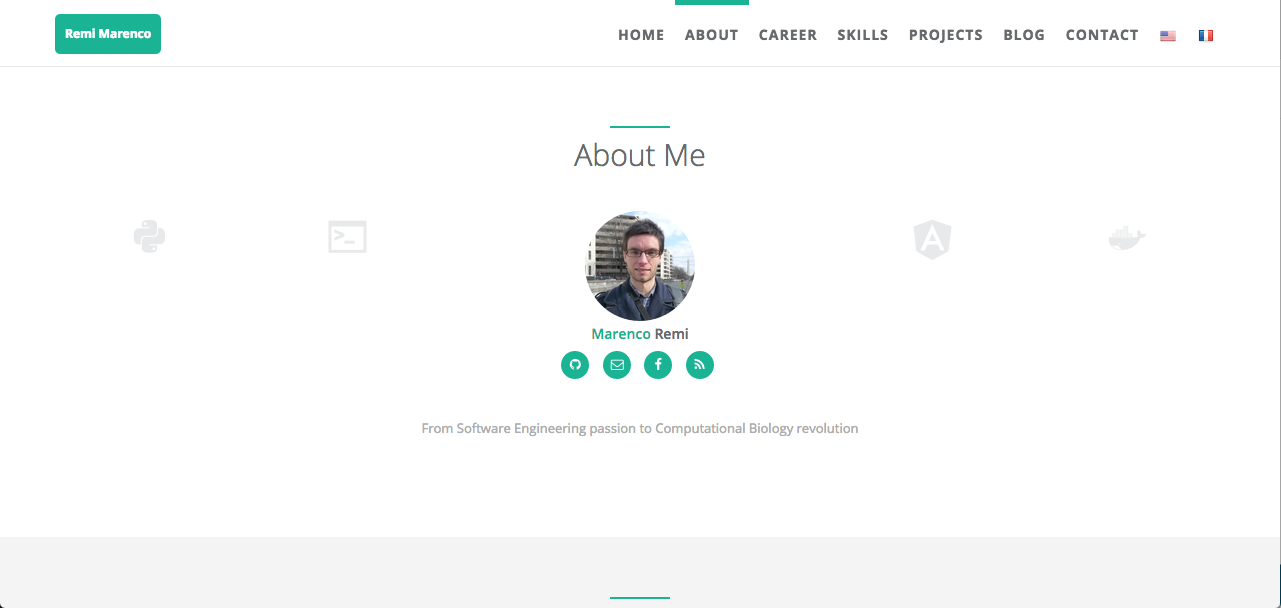 Remi Marenco
HOME ABOUT CAREER SKILLS PROJECTS BLOG CONTACT
About Me
Marenco Remi
From Software Engineering passion to Computational Biology revolution